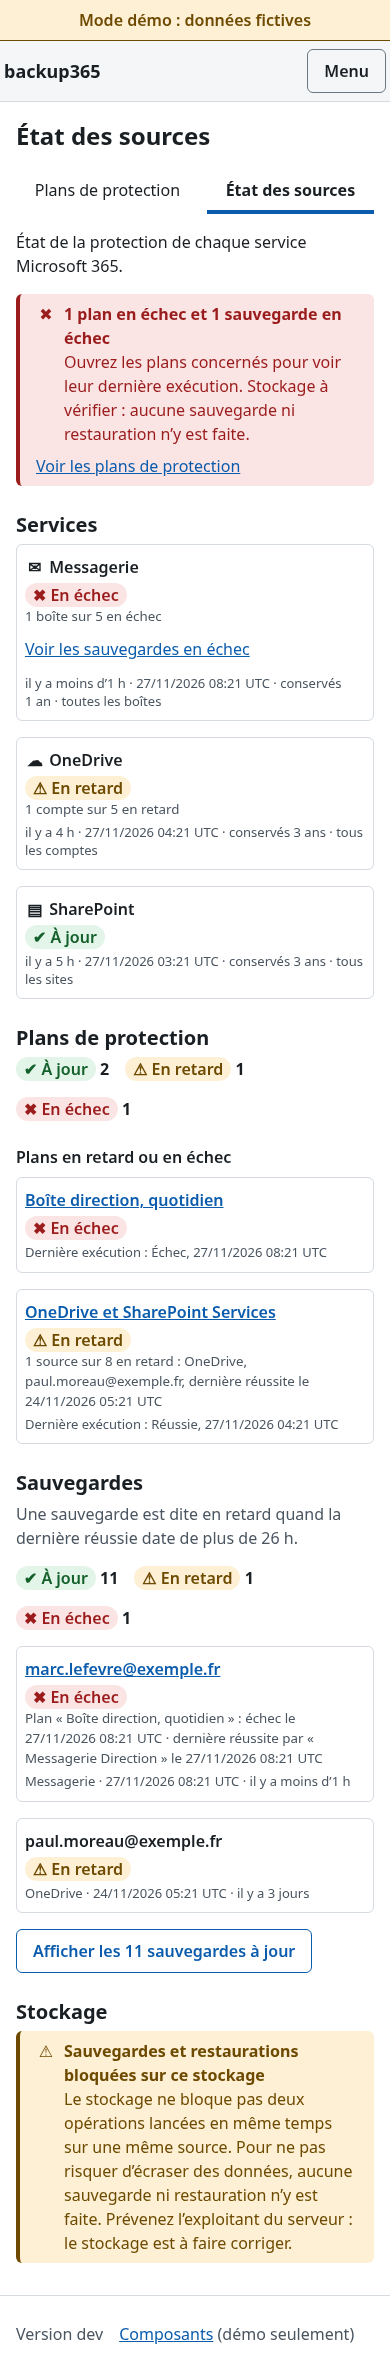 Mode démo : données fictives
backup365
Menu
État des sources
Plans de protection
État des sources
État de la protection de chaque service
Microsoft 365.
✖ 1 plan en échec et 1 sauvegarde en
échec
Ouvrez les plans concernés pour voir
leur dernière exécution. Stockage à
vérifier : aucune sauvegarde ni
restauration n’y est faite.
Voir les plans de protection
Services
✉ Messagerie
✖ En échec
1 boîte sur 5 en échec
Voir les sauvegardes en échec
il y a moins d’1 h · 27/11/2026 08:21 UTC · conservés
1 an · toutes les boîtes
☁ OneDrive
⚠ En retard
1 compte sur 5 en retard
il y a 4 h · 27/11/2026 04:21 UTC · conservés 3 ans · tous
les comptes
▤ SharePoint
✔ À jour
il y a 5 h · 27/11/2026 03:21 UTC · conservés 3 ans · tous
les sites
Plans de protection
✔ À jour 2 ⚠ En retard 1
✖ En échec 1
Plans en retard ou en échec
Boîte direction, quotidien
✖ En échec
Dernière exécution : Échec, 27/11/2026 08:21 UTC
OneDrive et SharePoint Services
⚠ En retard
1 source sur 8 en retard : OneDrive,
paul.moreau@exemple.fr, dernière réussite le
24/11/2026 05:21 UTC
Dernière exécution : Réussie, 27/11/2026 04:21 UTC
Sauvegardes
Une sauvegarde est dite en retard quand la
dernière réussie date de plus de 26 h.
✔ À jour 11 ⚠ En retard 1
✖ En échec 1
marc.lefevre@exemple.fr
✖ En échec
Plan « Boîte direction, quotidien » : échec le
27/11/2026 08:21 UTC · dernière réussite par «
Messagerie Direction » le 27/11/2026 08:21 UTC
Messagerie · 27/11/2026 08:21 UTC · il y a moins d’1 h
paul.moreau@exemple.fr
⚠ En retard
OneDrive · 24/11/2026 05:21 UTC · il y a 3 jours
Afficher les 11 sauvegardes à jour
Stockage
⚠ Sauvegardes et restaurations
bloquées sur ce stockage
Le stockage ne bloque pas deux
opérations lancées en même temps
sur une même source. Pour ne pas
risquer d’écraser des données, aucune
sauvegarde ni restauration n’y est
faite. Prévenez l’exploitant du serveur :
le stockage est à faire corriger.
Version dev Composants (démo seulement)